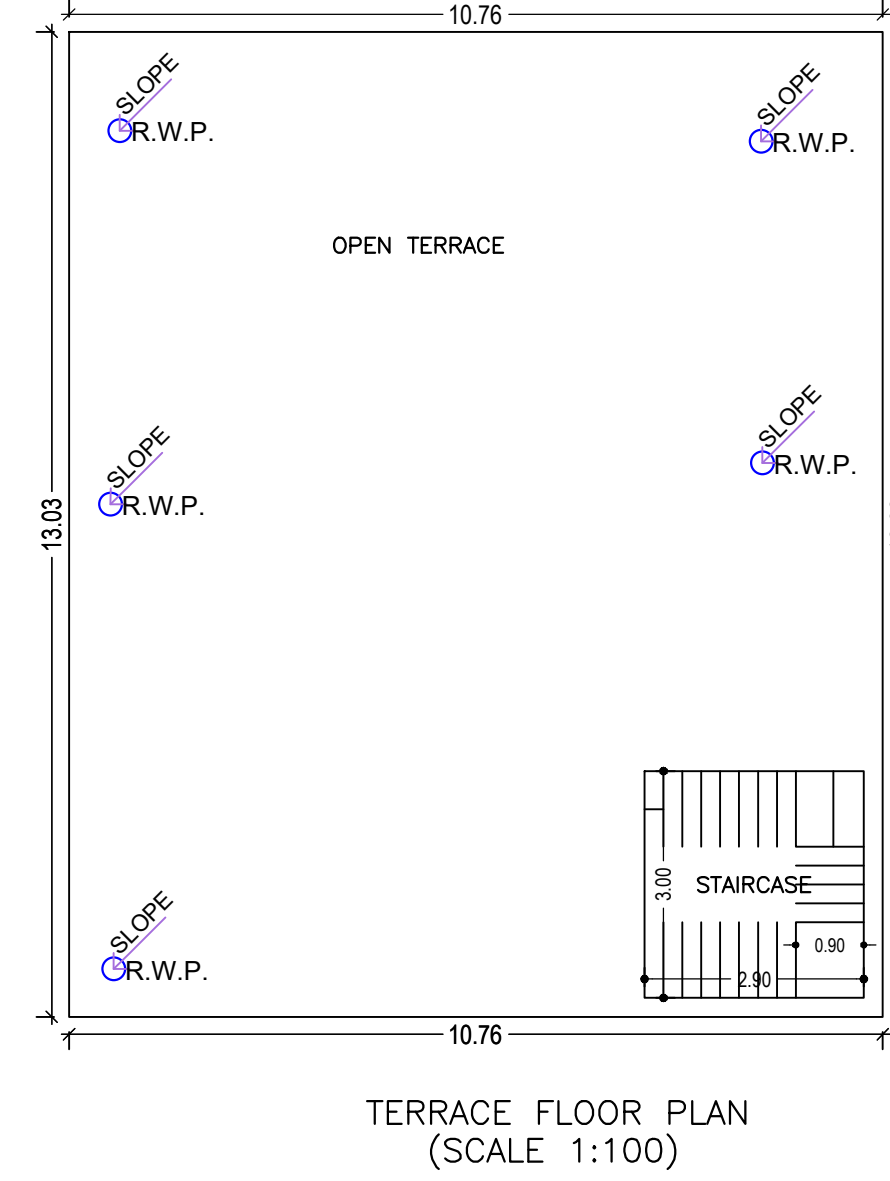 10.76
SLOPE
R.W.P.
SLOPE
R.W.P.
OPEN TERRACE
SLOPE
R.W.P.
SLOPE
R.W.P.
13.03
3.00
STAIRCASE
0.90
2.90
SLOPE
R.W.P.
10.76
TERRACE FLOOR PLAN
(SCALE 1:100)